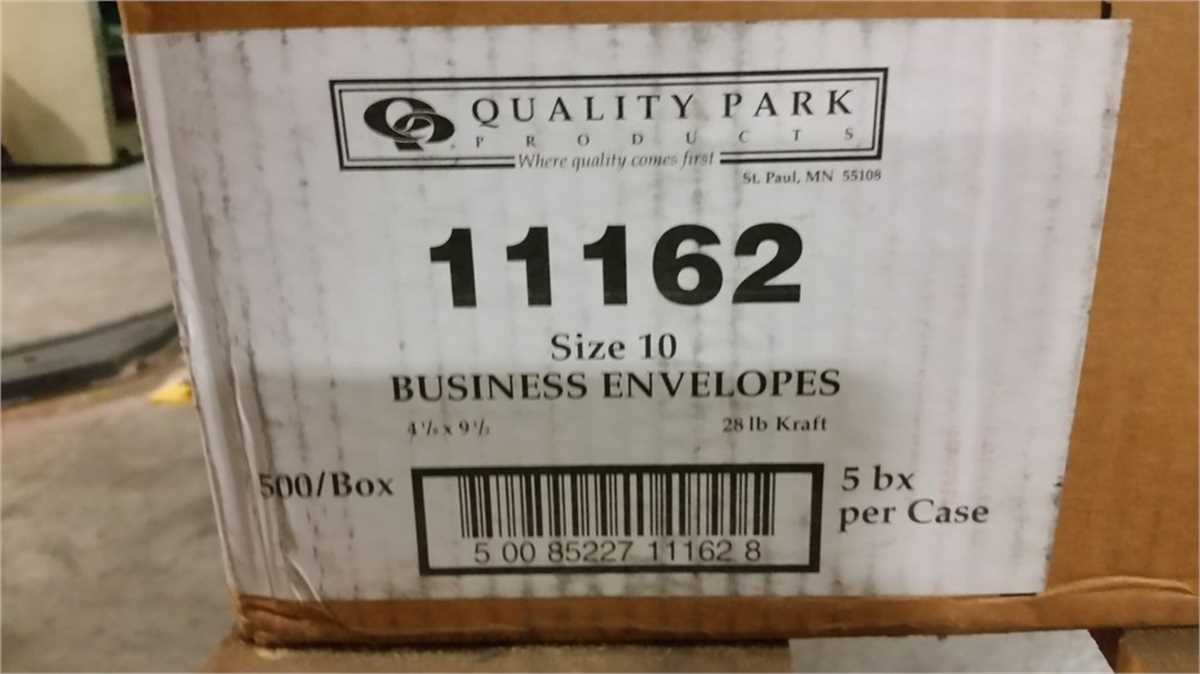 QUALITY PARK
PRODUCTS
Where quality comes first
St. Paul, MN 55108
11162
Size 10
BUSINESS ENVELOPES
4 1/8 x 9 1/2
28 lb Kraft
500/Box
5 bx
per Case
5 00 85227 11162 8